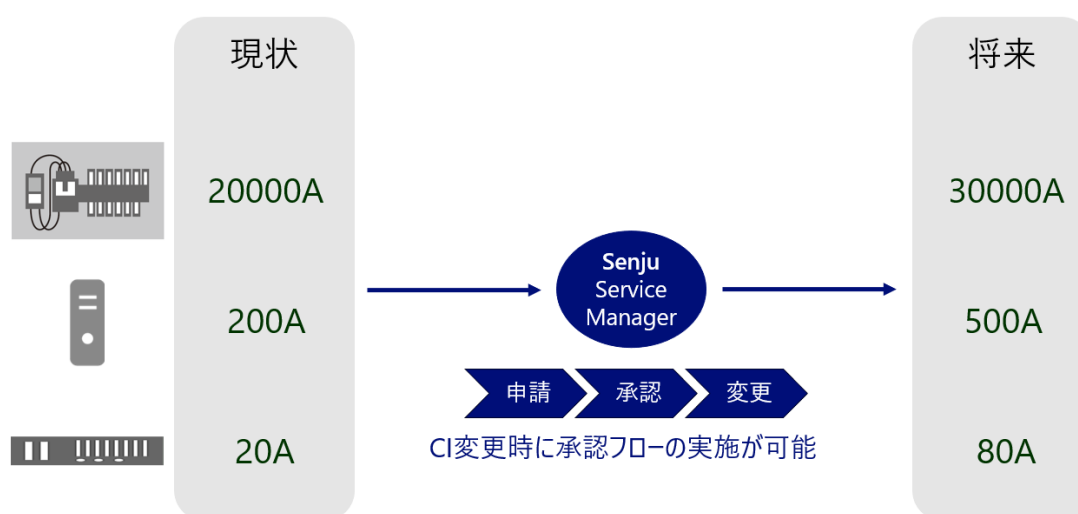 現状
将来
20000A
30000A
Senju
Service
Manager
200A
500A
申請
承認
変更
CI変更時に承認フローの実施が可能
20A
80A